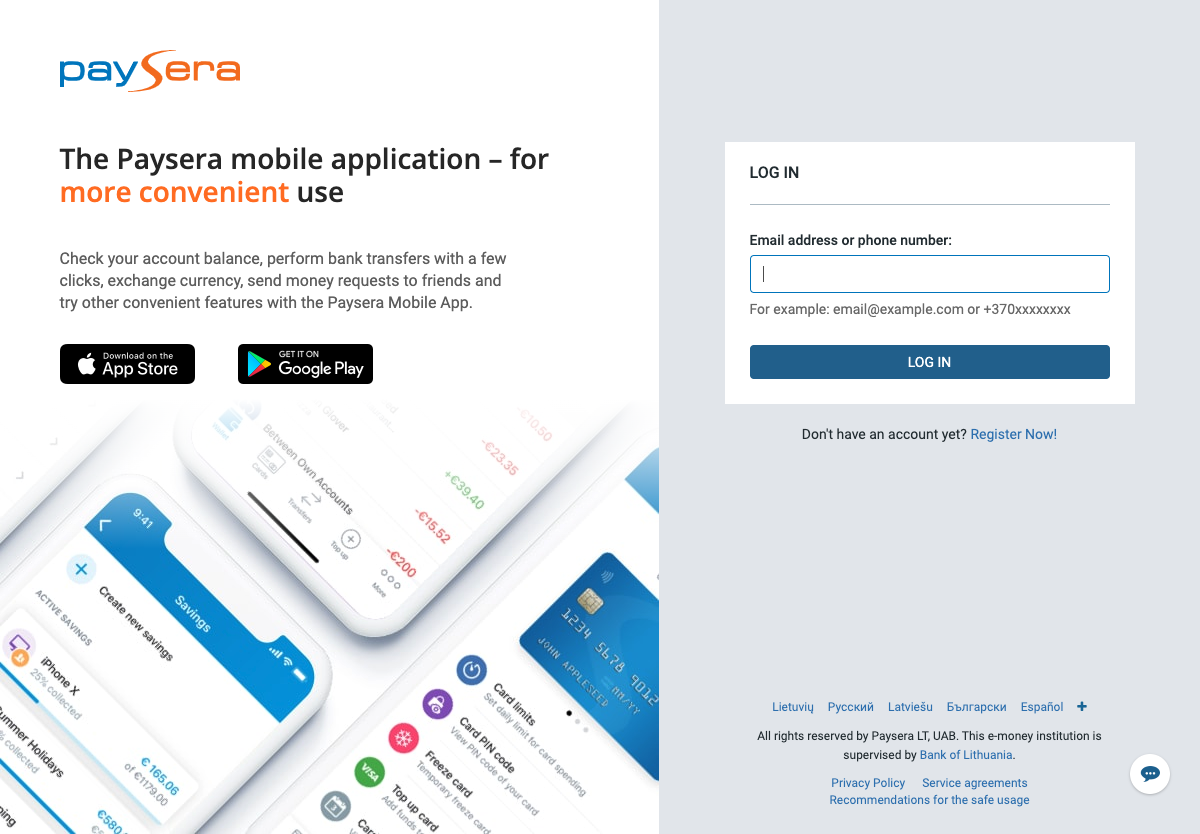 paysera
The Paysera mobile application – for
more convenient use
Check your account balance, perform bank transfers with a few
clicks, exchange currency, send money requests to friends and
try other convenient features with the Paysera Mobile App.
Download on the
App Store
GET IT ON
Google Play
Glover
Between Own Accounts
Cards
Transfers
Top up
More
-€10.50
-€23.35
+€39.40
-€15.52
-€200
9:41
Savings
Create new savings
ACTIVE SAVINGS
iPhone X
25% collected
€ 165.06
of €1179.00
ummer Holidays
% collected
€580
1234 5678 9012
MM/YY
JOHN APPLESEED
Card limits
Set daily limit for card spending
Card PIN code
View PIN code of your card
Freeze card
Temporary freeze card
VISA
Top up card
Add funds to
LOG IN
Email address or phone number:
For example: email@example.com or +370xxxxxxxx
LOG IN
Don't have an account yet? Register Now!
Lietuvių Русский Latviešu Български Español +
All rights reserved by Paysera LT, UAB. This e-money institution is
supervised by Bank of Lithuania.
Privacy Policy Service agreements
Recommendations for the safe usage